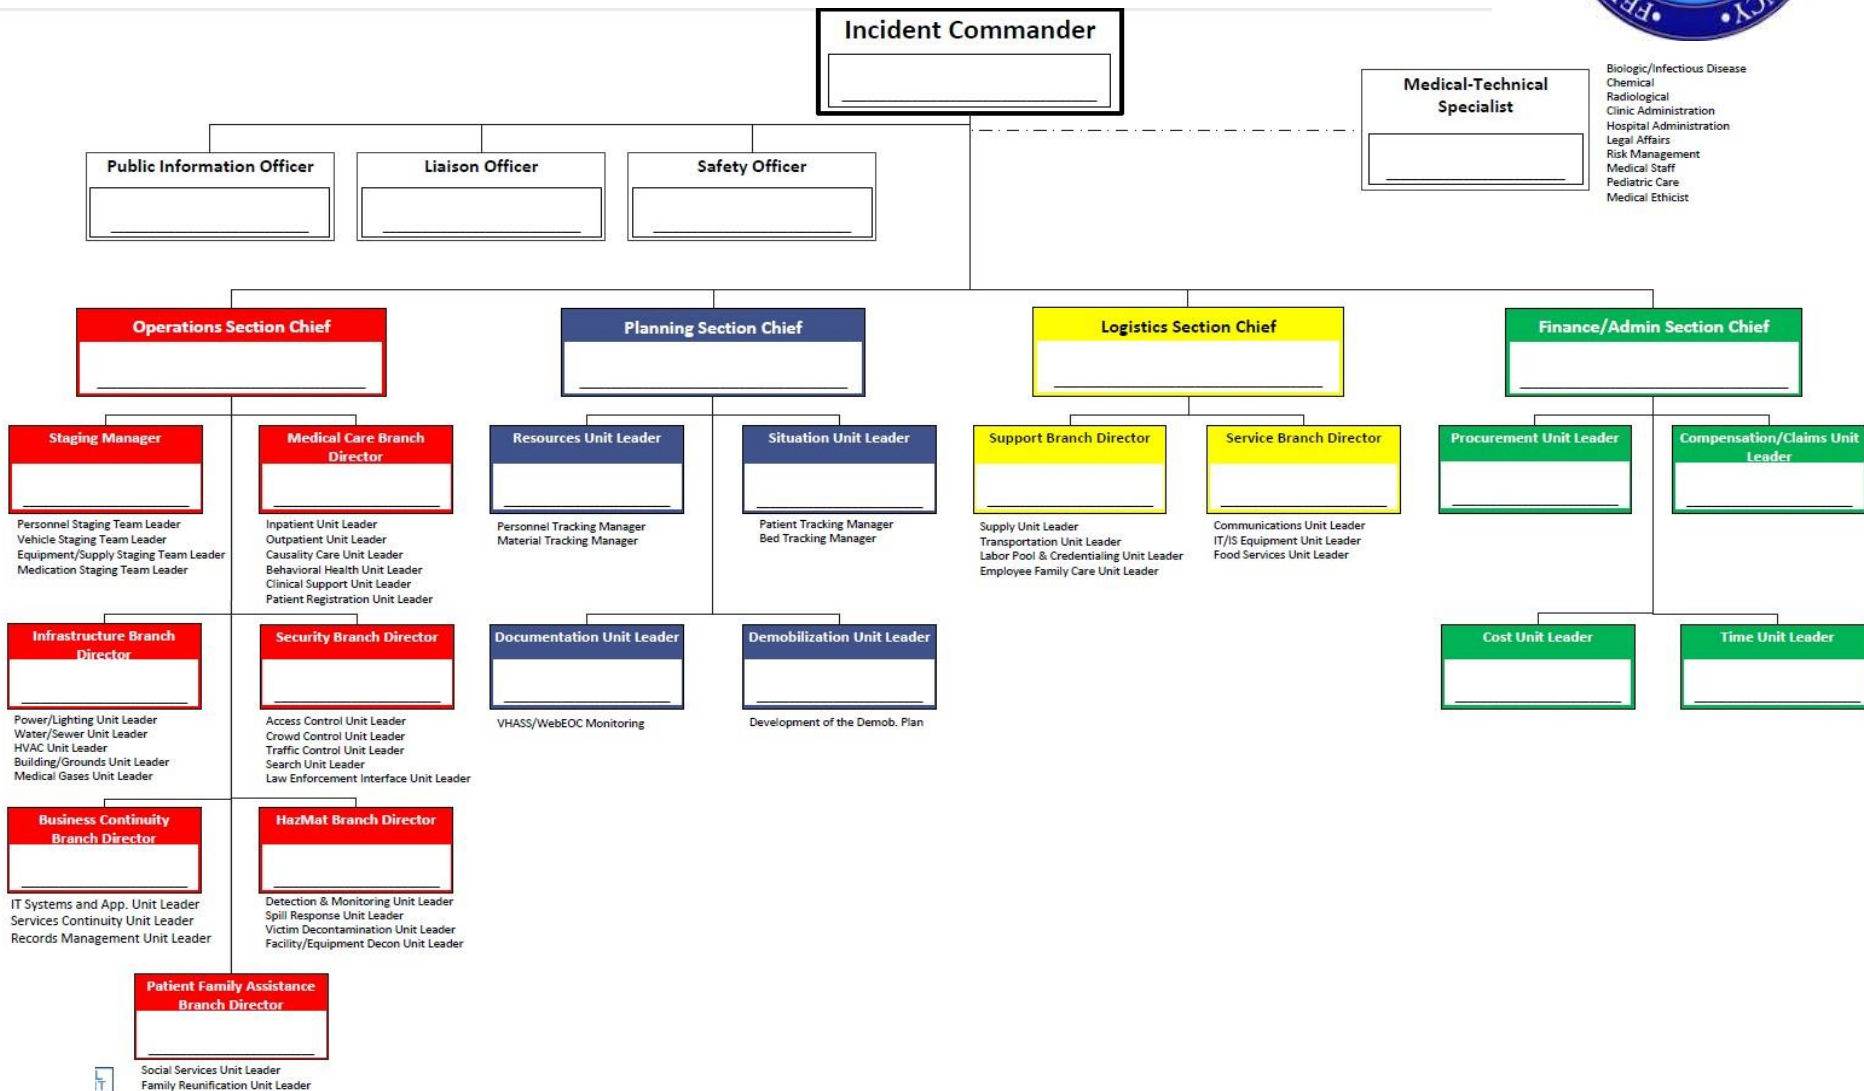 Incident Commander
Medical-Technical
Specialist
Biologic/Infectious Disease
Chemical
Radiological
Clinic Administration
Hospital Administration
Legal Affairs
Risk Management
Medical Staff
Pediatric Care
Medical Ethicist
Public Information Officer
Liaison Officer
Safety Officer
Operations Section Chief
Planning Section Chief
Logistics Section Chief
Finance/Admin Section Chief
Staging Manager
Personnel Staging Team Leader
Vehicle Staging Team Leader
Equipment/Supply Staging Team Leader
Medication Staging Team Leader
Medical Care Branch
Director
Inpatient Unit Leader
Outpatient Unit Leader
Causality Care Unit Leader
Behavioral Health Unit Leader
Clinical Support Unit Leader
Patient Registration Unit Leader
Resources Unit Leader
Personnel Tracking Manager
Material Tracking Manager
Situation Unit Leader
Patient Tracking Manager
Bed Tracking Manager
Support Branch Director
Supply Unit Leader
Transportation Unit Leader
Labor Pool & Credentialing Unit Leader
Employee Family Care Unit Leader
Service Branch Director
Communications Unit Leader
IT/IS Equipment Unit Leader
Food Services Unit Leader
Procurement Unit Leader
Compensation/Claims Unit
Leader
Infrastructure Branch
Director
Power/Lighting Unit Leader
Water/Sewer Unit Leader
HVAC Unit Leader
Building/Grounds Unit Leader
Medical Gases Unit Leader
Security Branch Director
Access Control Unit Leader
Crowd Control Unit Leader
Traffic Control Unit Leader
Search Unit Leader
Law Enforcement Interface Unit Leader
Documentation Unit Leader
VHASS/WebEOC Monitoring
Demobilization Unit Leader
Development of the Demob. Plan
Cost Unit Leader
Time Unit Leader
Business Continuity
Branch Director
IT Systems and App. Unit Leader
Services Continuity Unit Leader
Records Management Unit Leader
HazMat Branch Director
Detection & Monitoring Unit Leader
Spill Response Unit Leader
Victim Decontamination Unit Leader
Facility/Equipment Decon Unit Leader
Patient Family Assistance
Branch Director
Social Services Unit Leader
Family Reunification Unit Leader